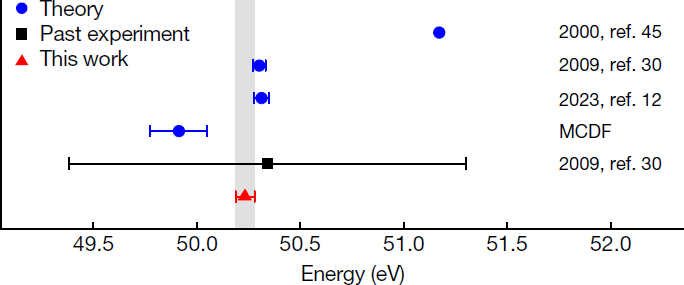 Theory
Past experiment
This work
2000, ref. 45
2009, ref. 30
2023, ref. 12
MCDF
2009, ref. 30
49.5 50.0 50.5 51.0 51.5 52.0
Energy (eV)